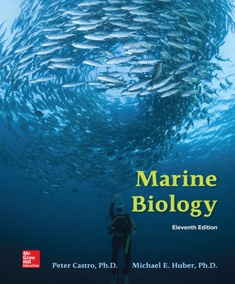 Marine
Biology
Eleventh Edition
Mc
Graw
Hill
Education
Peter Castro, Ph.D.
Michael E. Huber, Ph.D.